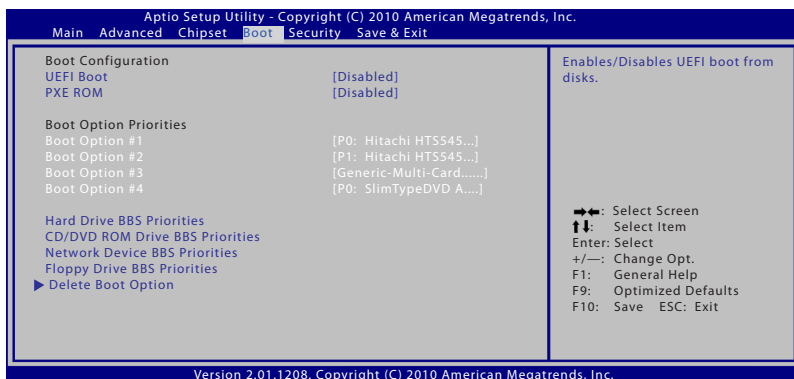 Aptio Setup Utility - Copyright (C) 2010 American Megatrends, Inc.
Main Advanced Chipset Boot Security Save & Exit
Boot Configuration
UEFI Boot [Disabled]
PXE ROM [Disabled]
Boot Option Priorities
Boot Option #1 [P0: Hitachi HTS545...]
Boot Option #2 [P1: Hitachi HTS545...]
Boot Option #3 [Generic-Multi-Card......]
Boot Option #4 [P0: SlimTypeDVD A....]
Hard Drive BBS Priorities
CD/DVD ROM Drive BBS Priorities
Network Device BBS Priorities
Floppy Drive BBS Priorities
▶ Delete Boot Option
Enables/Disables UEFI boot from
disks.
→←: Select Screen
↑↓: Select Item
Enter: Select
+/—: Change Opt.
F1: General Help
F9: Optimized Defaults
F10: Save ESC: Exit
Version 2.01.1208. Copyright (C) 2010 American Megatrends, Inc.